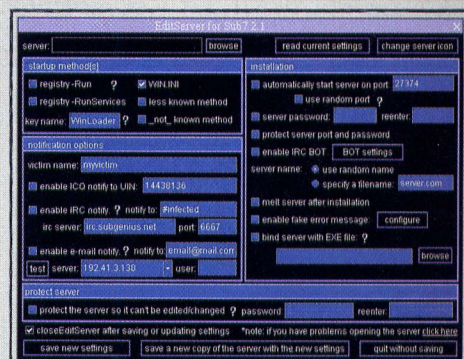 EditServer for Sub7 2.1
server: browse read current settings change server icon
startup method[s]
registry -Run ? WIN.INI
registry -RunServices less known method
key name: WinLoader ? _not_ known method
notification options
victim name: myvictim
enable ICQ notify to UIN: 14438136
enable IRC notify. ? notify to: #infected
irc server: irc.subgenius.net port: 6667
enable e-mail notify. ? notify to: email@mail.com
test server: 192.41.3.130 user:
installation
automatically start server on port: 27374
use random port ?
server password: reenter:
protect server port and password
enable IRC BOT BOT settings
server name: use random name
specify a filename: server.com
melt server after installation
enable fake error message: configure
bind server with EXE file: ?
browse
protect server
protect the server so it can't be edited/changed ? password reenter:
closeEditServer after saving or updating settings *note: if you have problems opening the server click here
save new settings save a new copy of the server with the new settings quit without saving